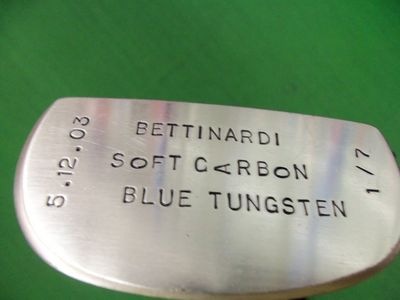 5.12.03
BETTINARDI
SOFT CARBON
BLUE TUNGSTEN
1/7